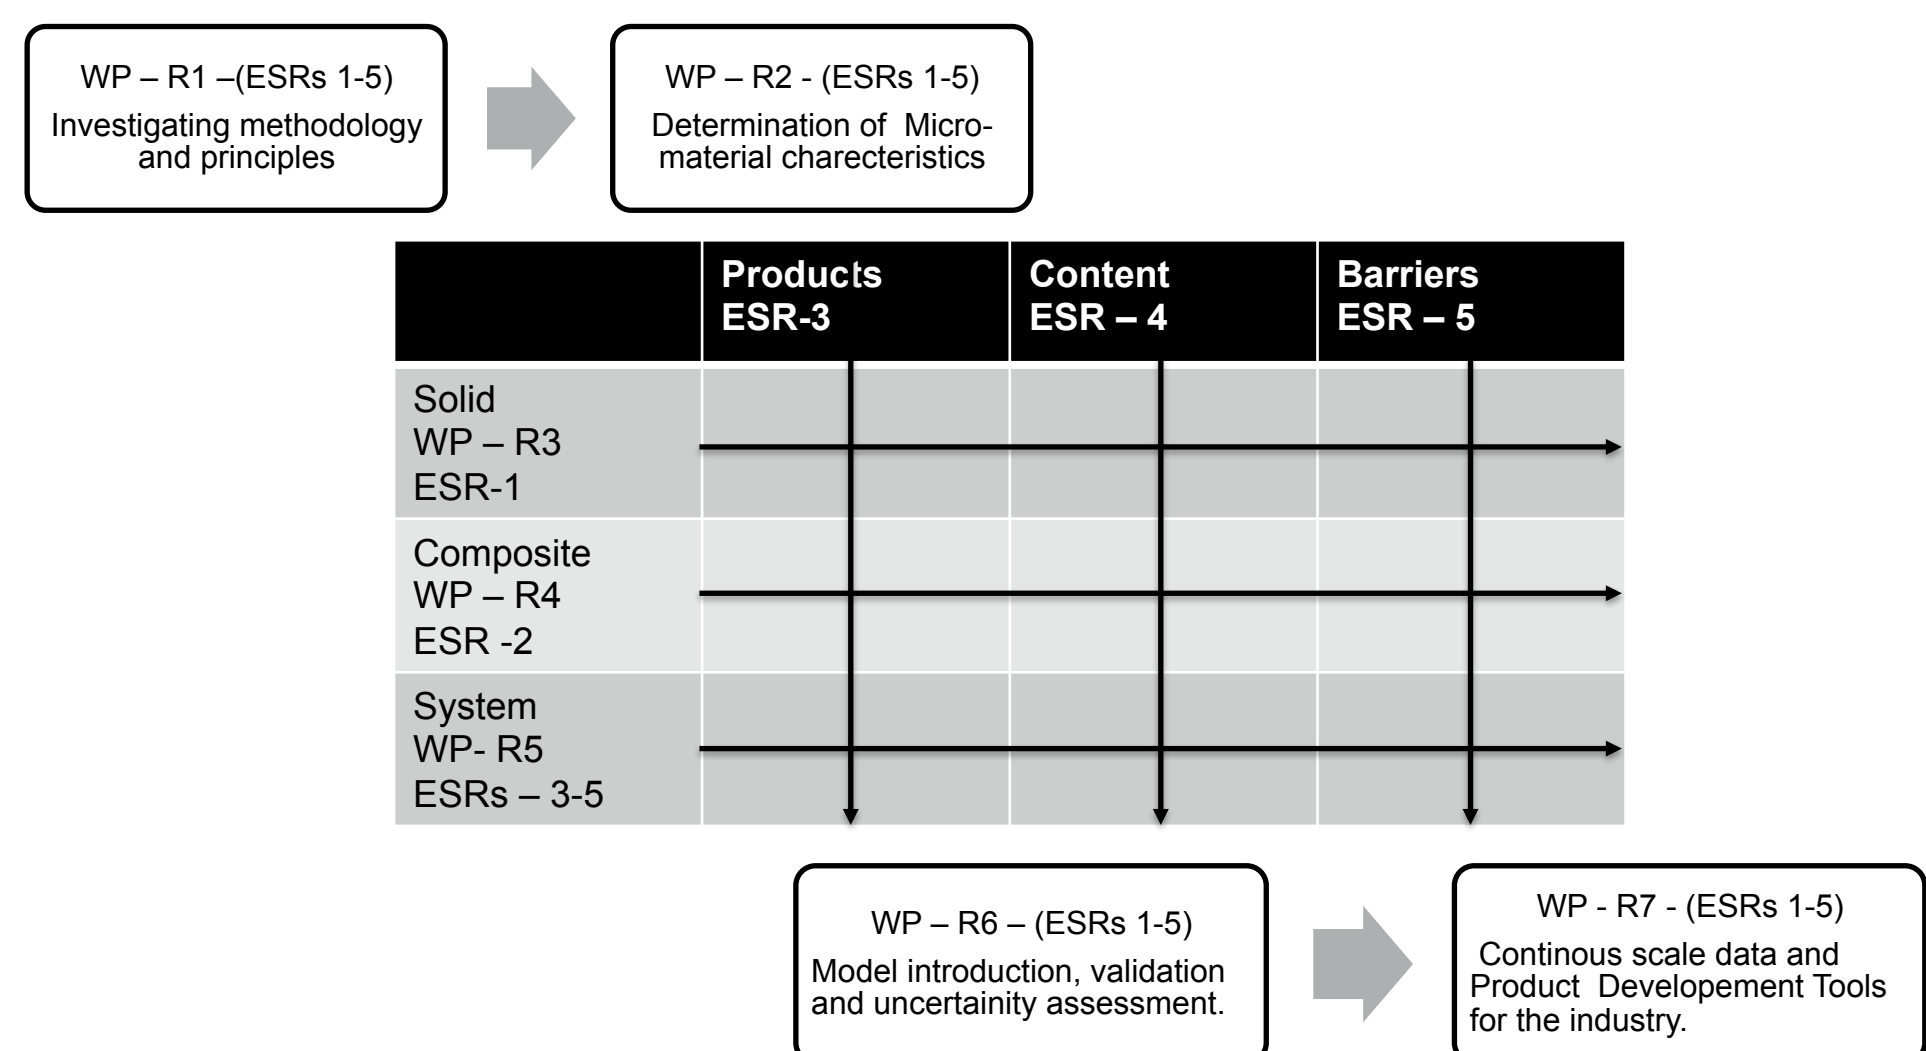 WP – R1 –(ESRs 1-5)
Investigating methodology
and principles
WP – R2 - (ESRs 1-5)
Determination of  Micro-
material charecteristics
Products
ESR-3
Content
ESR – 4
Barriers
ESR – 5
Solid
WP – R3
ESR-1
Composite
WP – R4
ESR -2
System
WP- R5
ESRs – 3-5
WP – R6 – (ESRs 1-5)
Model introduction, validation
and uncertainity assessment.
WP - R7 - (ESRs 1-5)
Continous scale data and
Product  Developement Tools
for the industry.